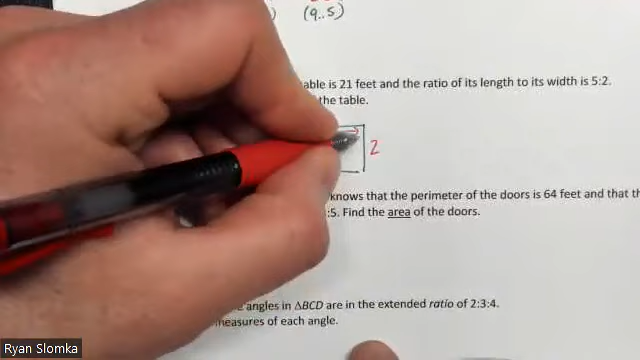 (9..5)
able is 21 feet and the ratio of its length to its width is 5:2.
the table.
2
knows that the perimeter of the doors is 64 feet and that th
:5. Find the area of the doors.
angles in ΔBCD are in the extended ratio of 2:3:4.
measures of each angle.
Ryan Slomka